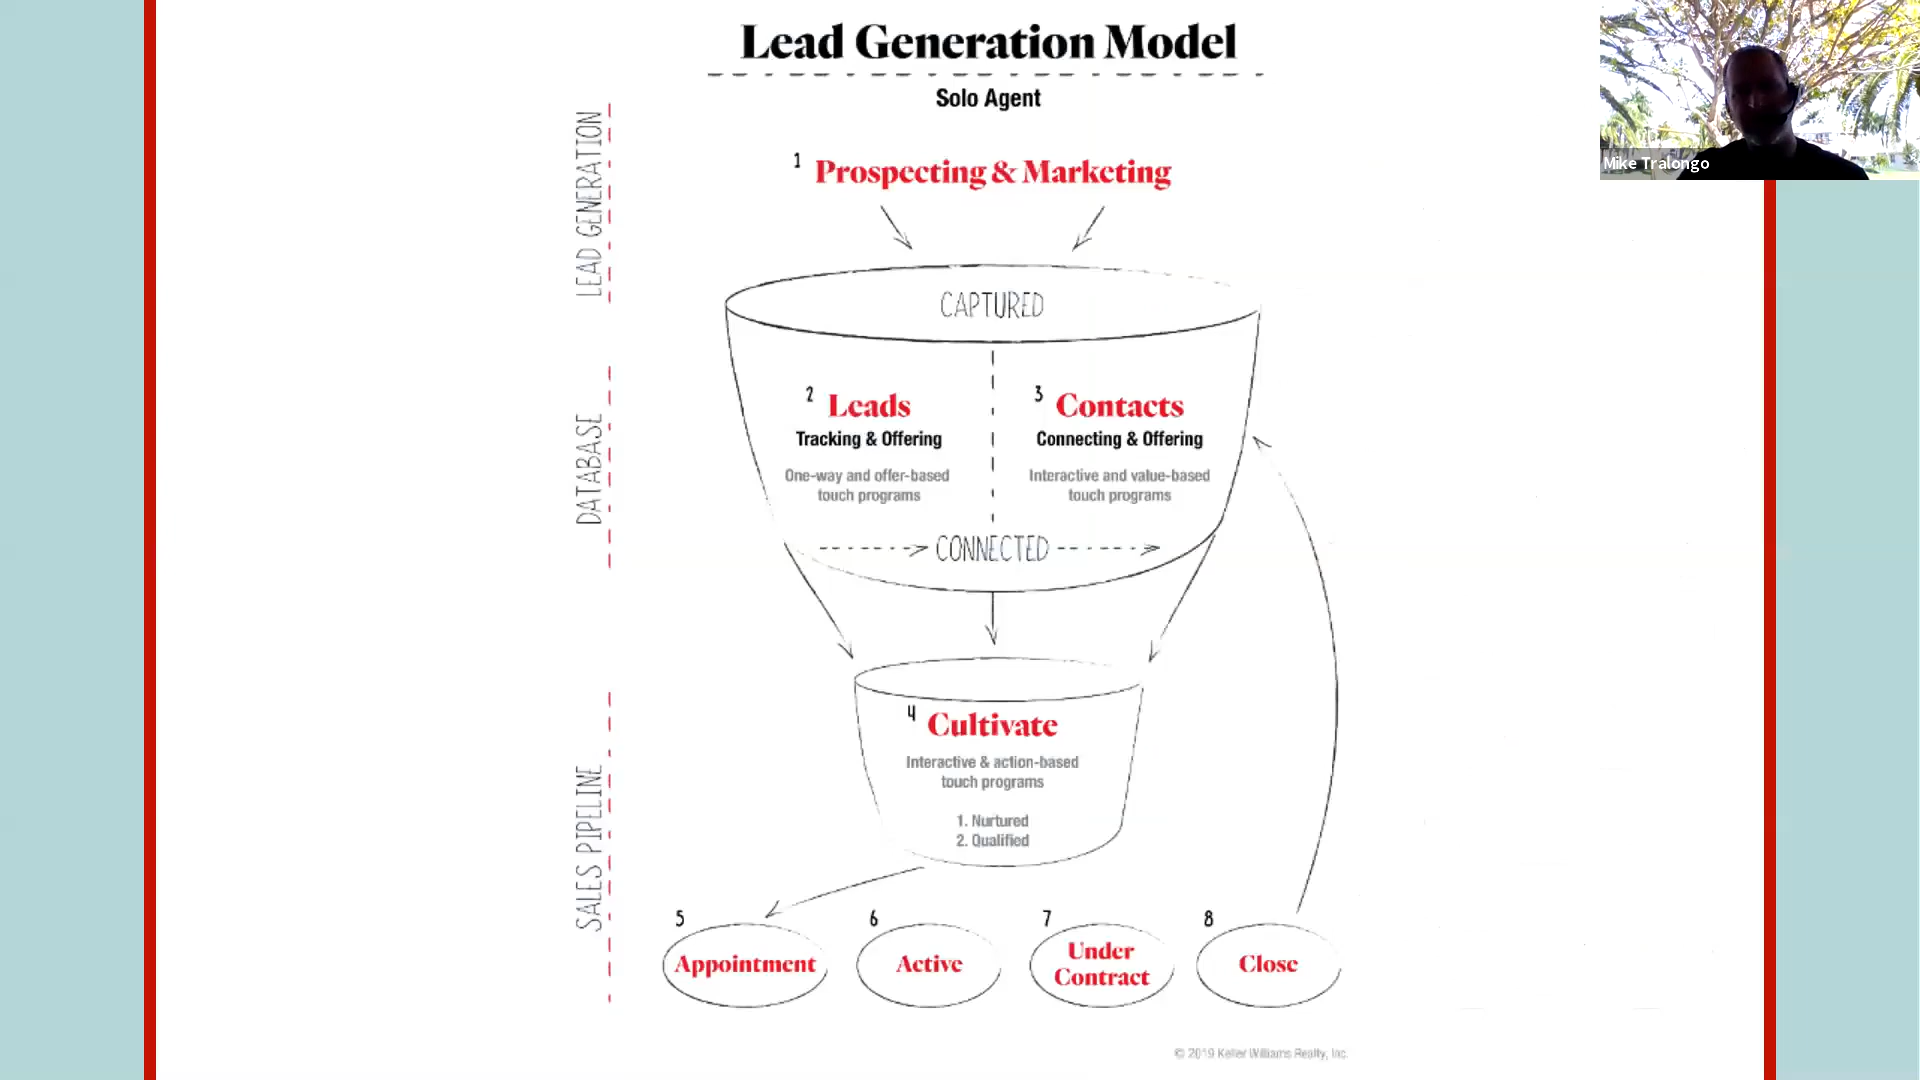 Lead Generation Model
Solo Agent
Mike Tralongo
LEAD GENERATION
1 Prospecting & Marketing
CAPTURED
DATABASE
2 Leads
Tracking & Offering
One-way and offer-based
touch programs
3 Contacts
Connecting & Offering
Interactive and value-based
touch programs
CONNECTED
SALES PIPELINE
4 Cultivate
Interactive & action-based
touch programs
1. Nurtured
2. Qualified
5 Appointment
6 Active
7 Under
Contract
8 Close
© 2019 Keller Williams Realty, Inc.